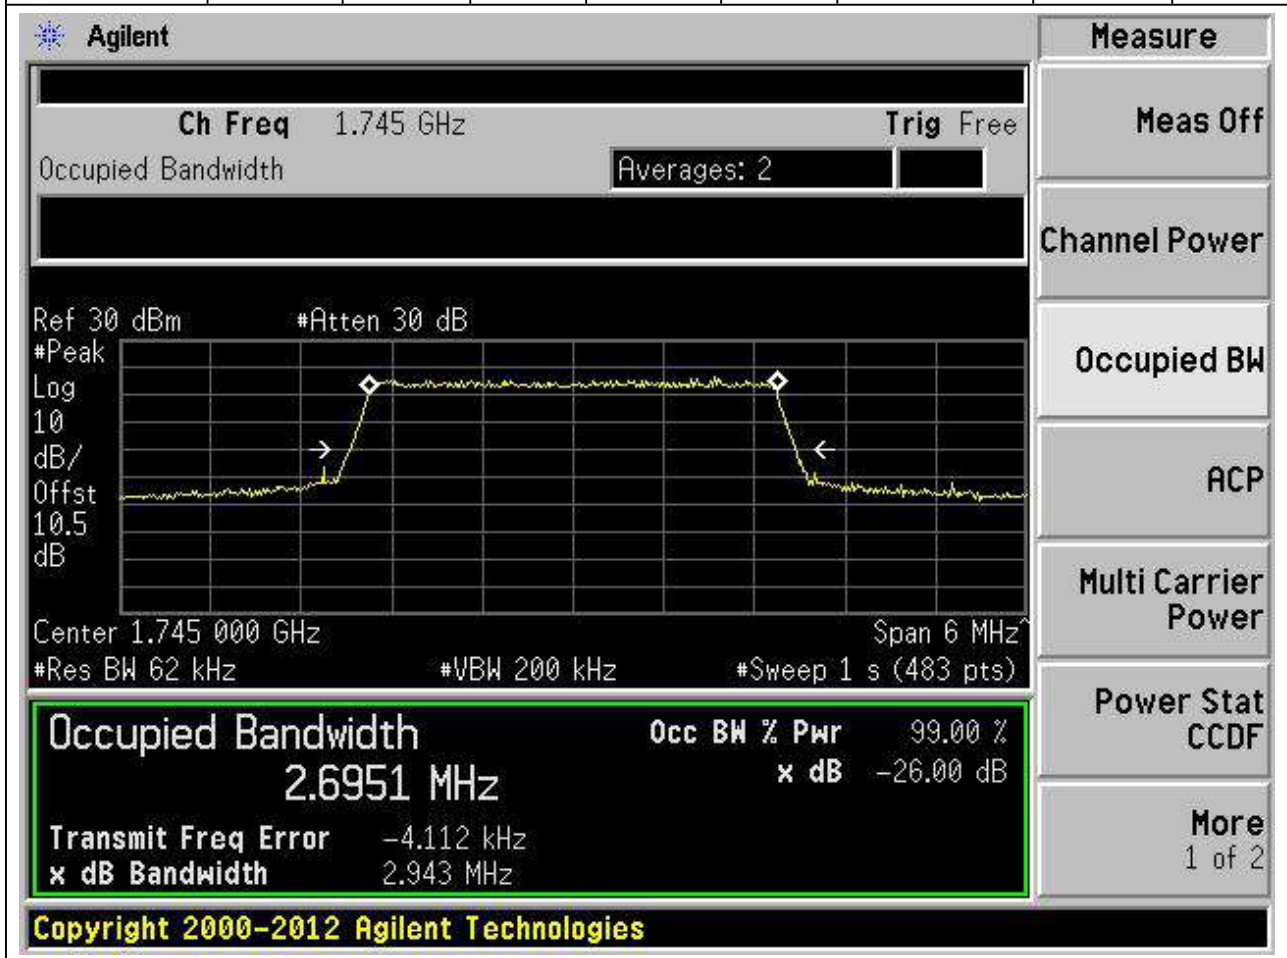 Agilent
Measure
Ch Freq 1.745 GHz Trig Free
Occupied Bandwidth Averages: 2
Meas Off
Channel Power
Occupied BW
ACP
Multi Carrier
Power
Power Stat
CCDF
More
1 of 2
Ref 30 dBm #Atten 30 dB
#Peak
Log
10
dB/
Offst
10.5
dB
Center 1.745 000 GHz Span 6 MHz^
#Res BW 62 kHz #VBW 200 kHz #Sweep 1 s (483 pts)
Occupied Bandwidth Occ BW % Pwr 99.00 %
2.6951 MHz x dB -26.00 dB
Transmit Freq Error -4.112 kHz
x dB Bandwidth 2.943 MHz
Copyright 2000-2012 Agilent Technologies